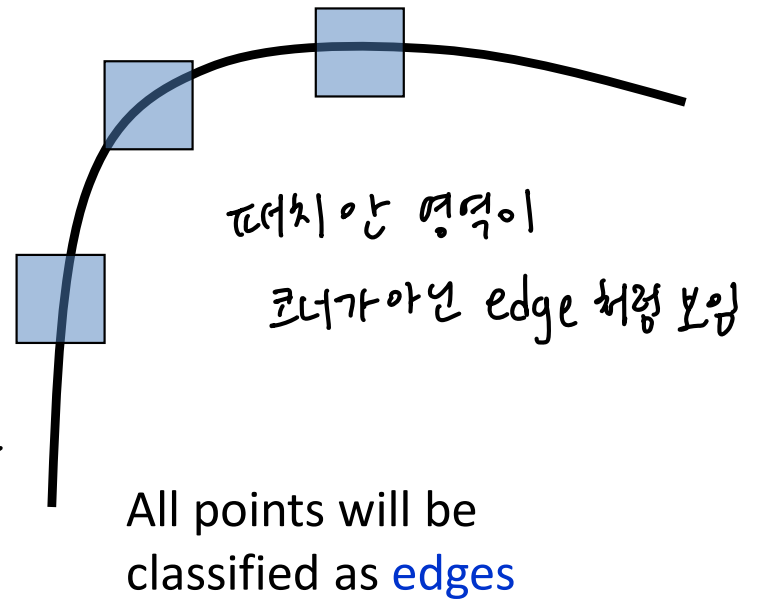 패치 안 영역이
코너가 아닌 edge 처럼 보임
All points will be
classified as edges